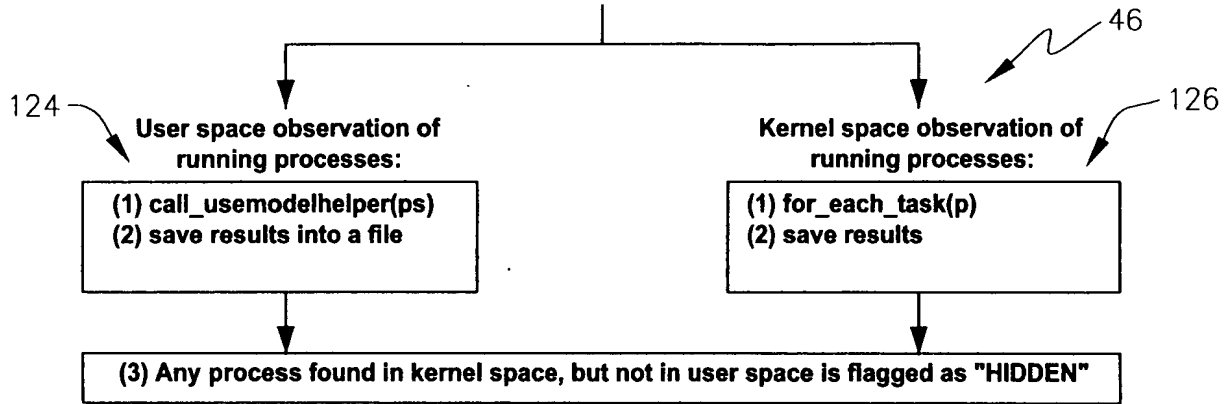 46
124
126
User space observation of
running processes:
Kernel space observation of
running processes:
(1) call_usemodelhelper(ps)
(2) save results into a file
(1) for_each_task(p)
(2) save results
(3) Any process found in kernel space, but not in user space is flagged as "HIDDEN"